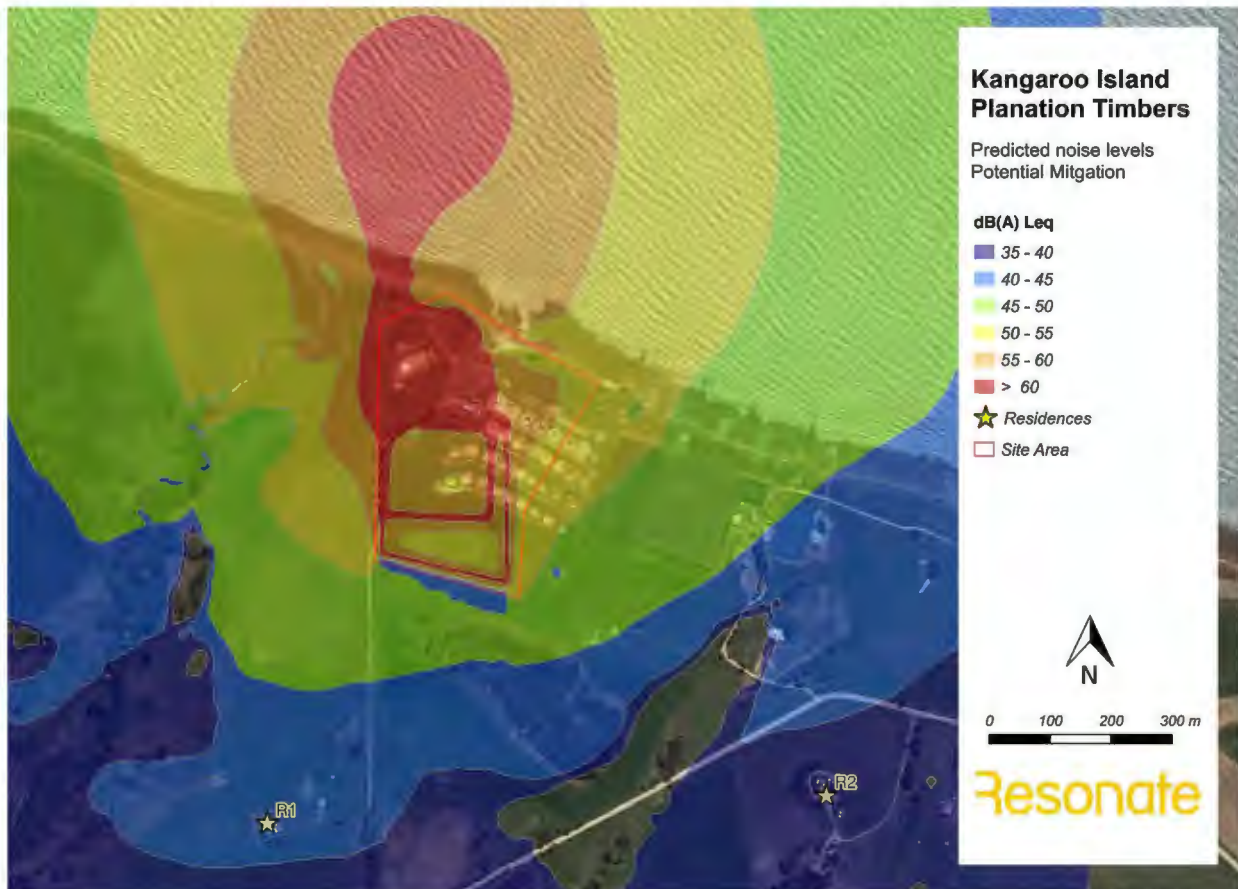 Kangaroo Island
Planation Timbers
Predicted noise levels
Potential Mitgation
dB(A) Leq
35 - 40
40 - 45
45 - 50
50 - 55
55 - 60
> 60
Residences
Site Area
N
0 100 200 300 m
Resonate
R1
R2